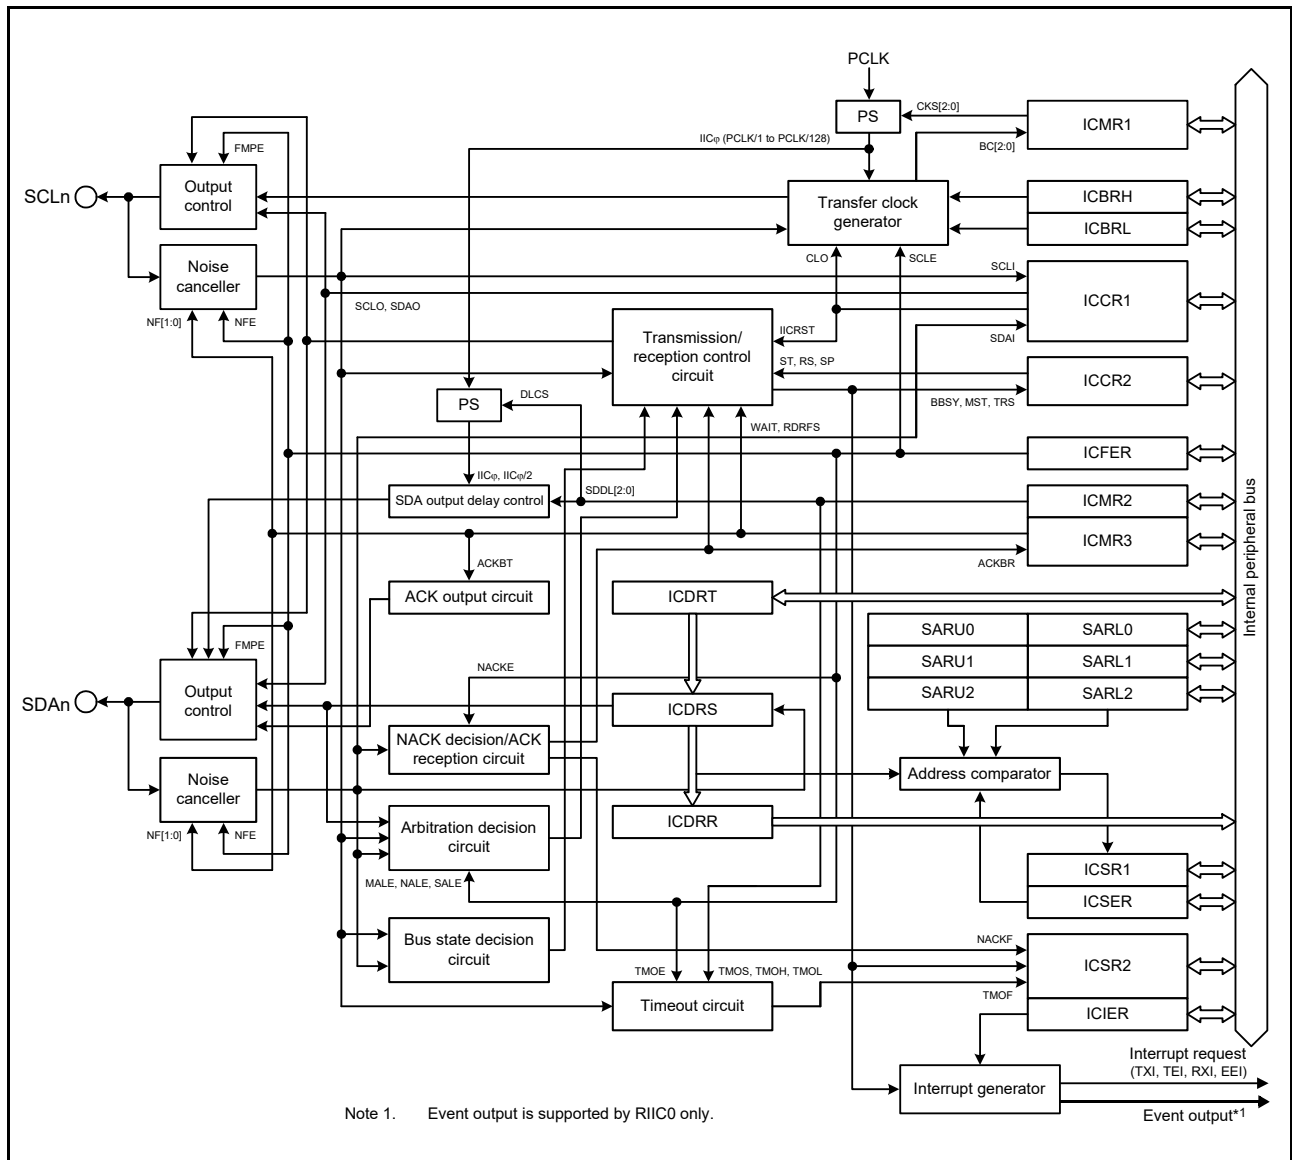 PCLK
PS
CKS[2:0]
ICMR1
IICφ (PCLK/1 to PCLK/128)
BC[2:0]
FMPE
SCLn
Output
control
Transfer clock
generator
ICBRH
ICBRL
Noise
canceller
CLO
SCLE
SCLI
ICCR1
SCLO, SDAO
NF[1:0]
NFE
Transmission/
reception control
circuit
IICRST
SDAI
ST, RS, SP
ICCR2
BBSY, MST, TRS
PS
DLCS
WAIT, RDRFS
ICFER
IICφ, IICφ/2
SDA output delay control
SDDL[2:0]
ICMR2
ICMR3
ACKBT
ACKBR
ACK output circuit
ICDRT
Internal peripheral bus
SARU0
SARL0
FMPE
SARU1
SARL1
NACKE
SARU2
SARL2
SDAn
Output
control
ICDRS
NACK decision/ACK
reception circuit
Address comparator
Noise
canceller
ICDRR
NF[1:0]
NFE
Arbitration decision
circuit
ICSR1
MALE, NALE, SALE
ICSER
Bus state decision
circuit
NACKF
ICSR2
TMOE
TMOS, TMOH, TMOL
TMOF
Timeout circuit
ICIER
Interrupt generator
Interrupt request
(TXI, TEI, RXI, EEI)
Event output*1
Note 1. Event output is supported by RIIC0 only.